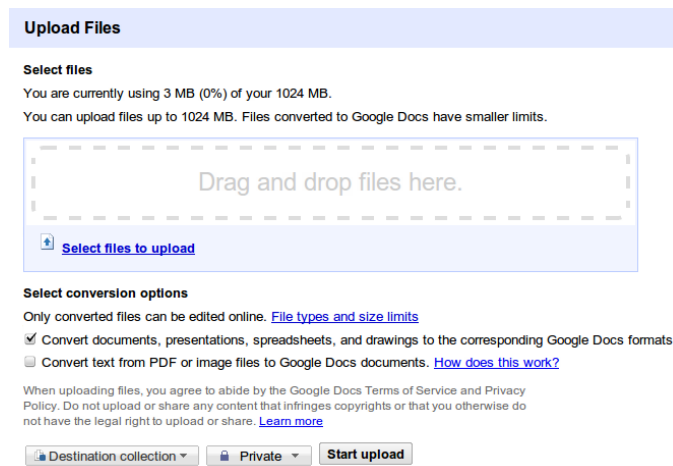 Upload Files
Select files
You are currently using 3 MB (0%) of your 1024 MB.
You can upload files up to 1024 MB. Files converted to Google Docs have smaller limits.
Drag and drop files here.
Select files to upload
Select conversion options
Only converted files can be edited online. File types and size limits
Convert documents, presentations, spreadsheets, and drawings to the corresponding Google Docs formats
Convert text from PDF or image files to Google Docs documents. How does this work?
When uploading files, you agree to abide by the Google Docs Terms of Service and Privacy
Policy. Do not upload or share any content that infringes copyrights or that you otherwise do
not have the legal right to upload or share. Learn more
Destination collection Private Start upload